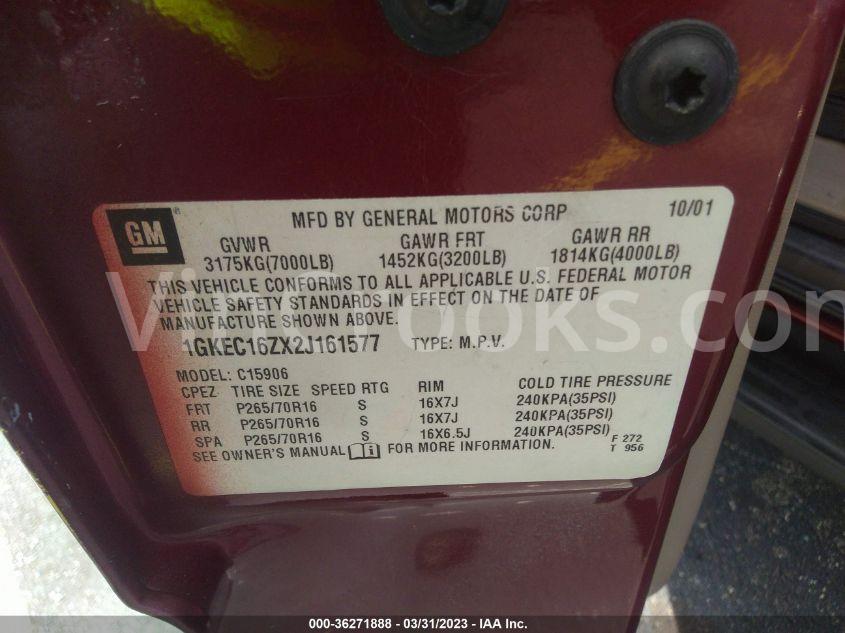 GM
MFD BY GENERAL MOTORS CORP 10/01
GVWR GAWR FRT GAWR RR
3175KG(7000LB) 1452KG(3200LB) 1814KG(4000LB)
THIS VEHICLE CONFORMS TO ALL APPLICABLE U.S. FEDERAL MOTOR
VEHICLE SAFETY STANDARDS IN EFFECT ON THE DATE OF
MANUFACTURE SHOWN ABOVE.
1GKEC16ZX2J161577 TYPE: M.P.V.
MODEL: C15906
CPEZ TIRE SIZE SPEED RTG RIM COLD TIRE PRESSURE
FRT P265/70R16 S 16X7J 240KPA(35PSI)
RR P265/70R16 S 16X7J 240KPA(35PSI)
SPA P265/70R16 S 16X6.5J 240KPA(35PSI)
F 272
SEE OWNER'S MANUAL FOR MORE INFORMATION. T 956
000-36271888 - 03/31/2023 - IAA Inc.